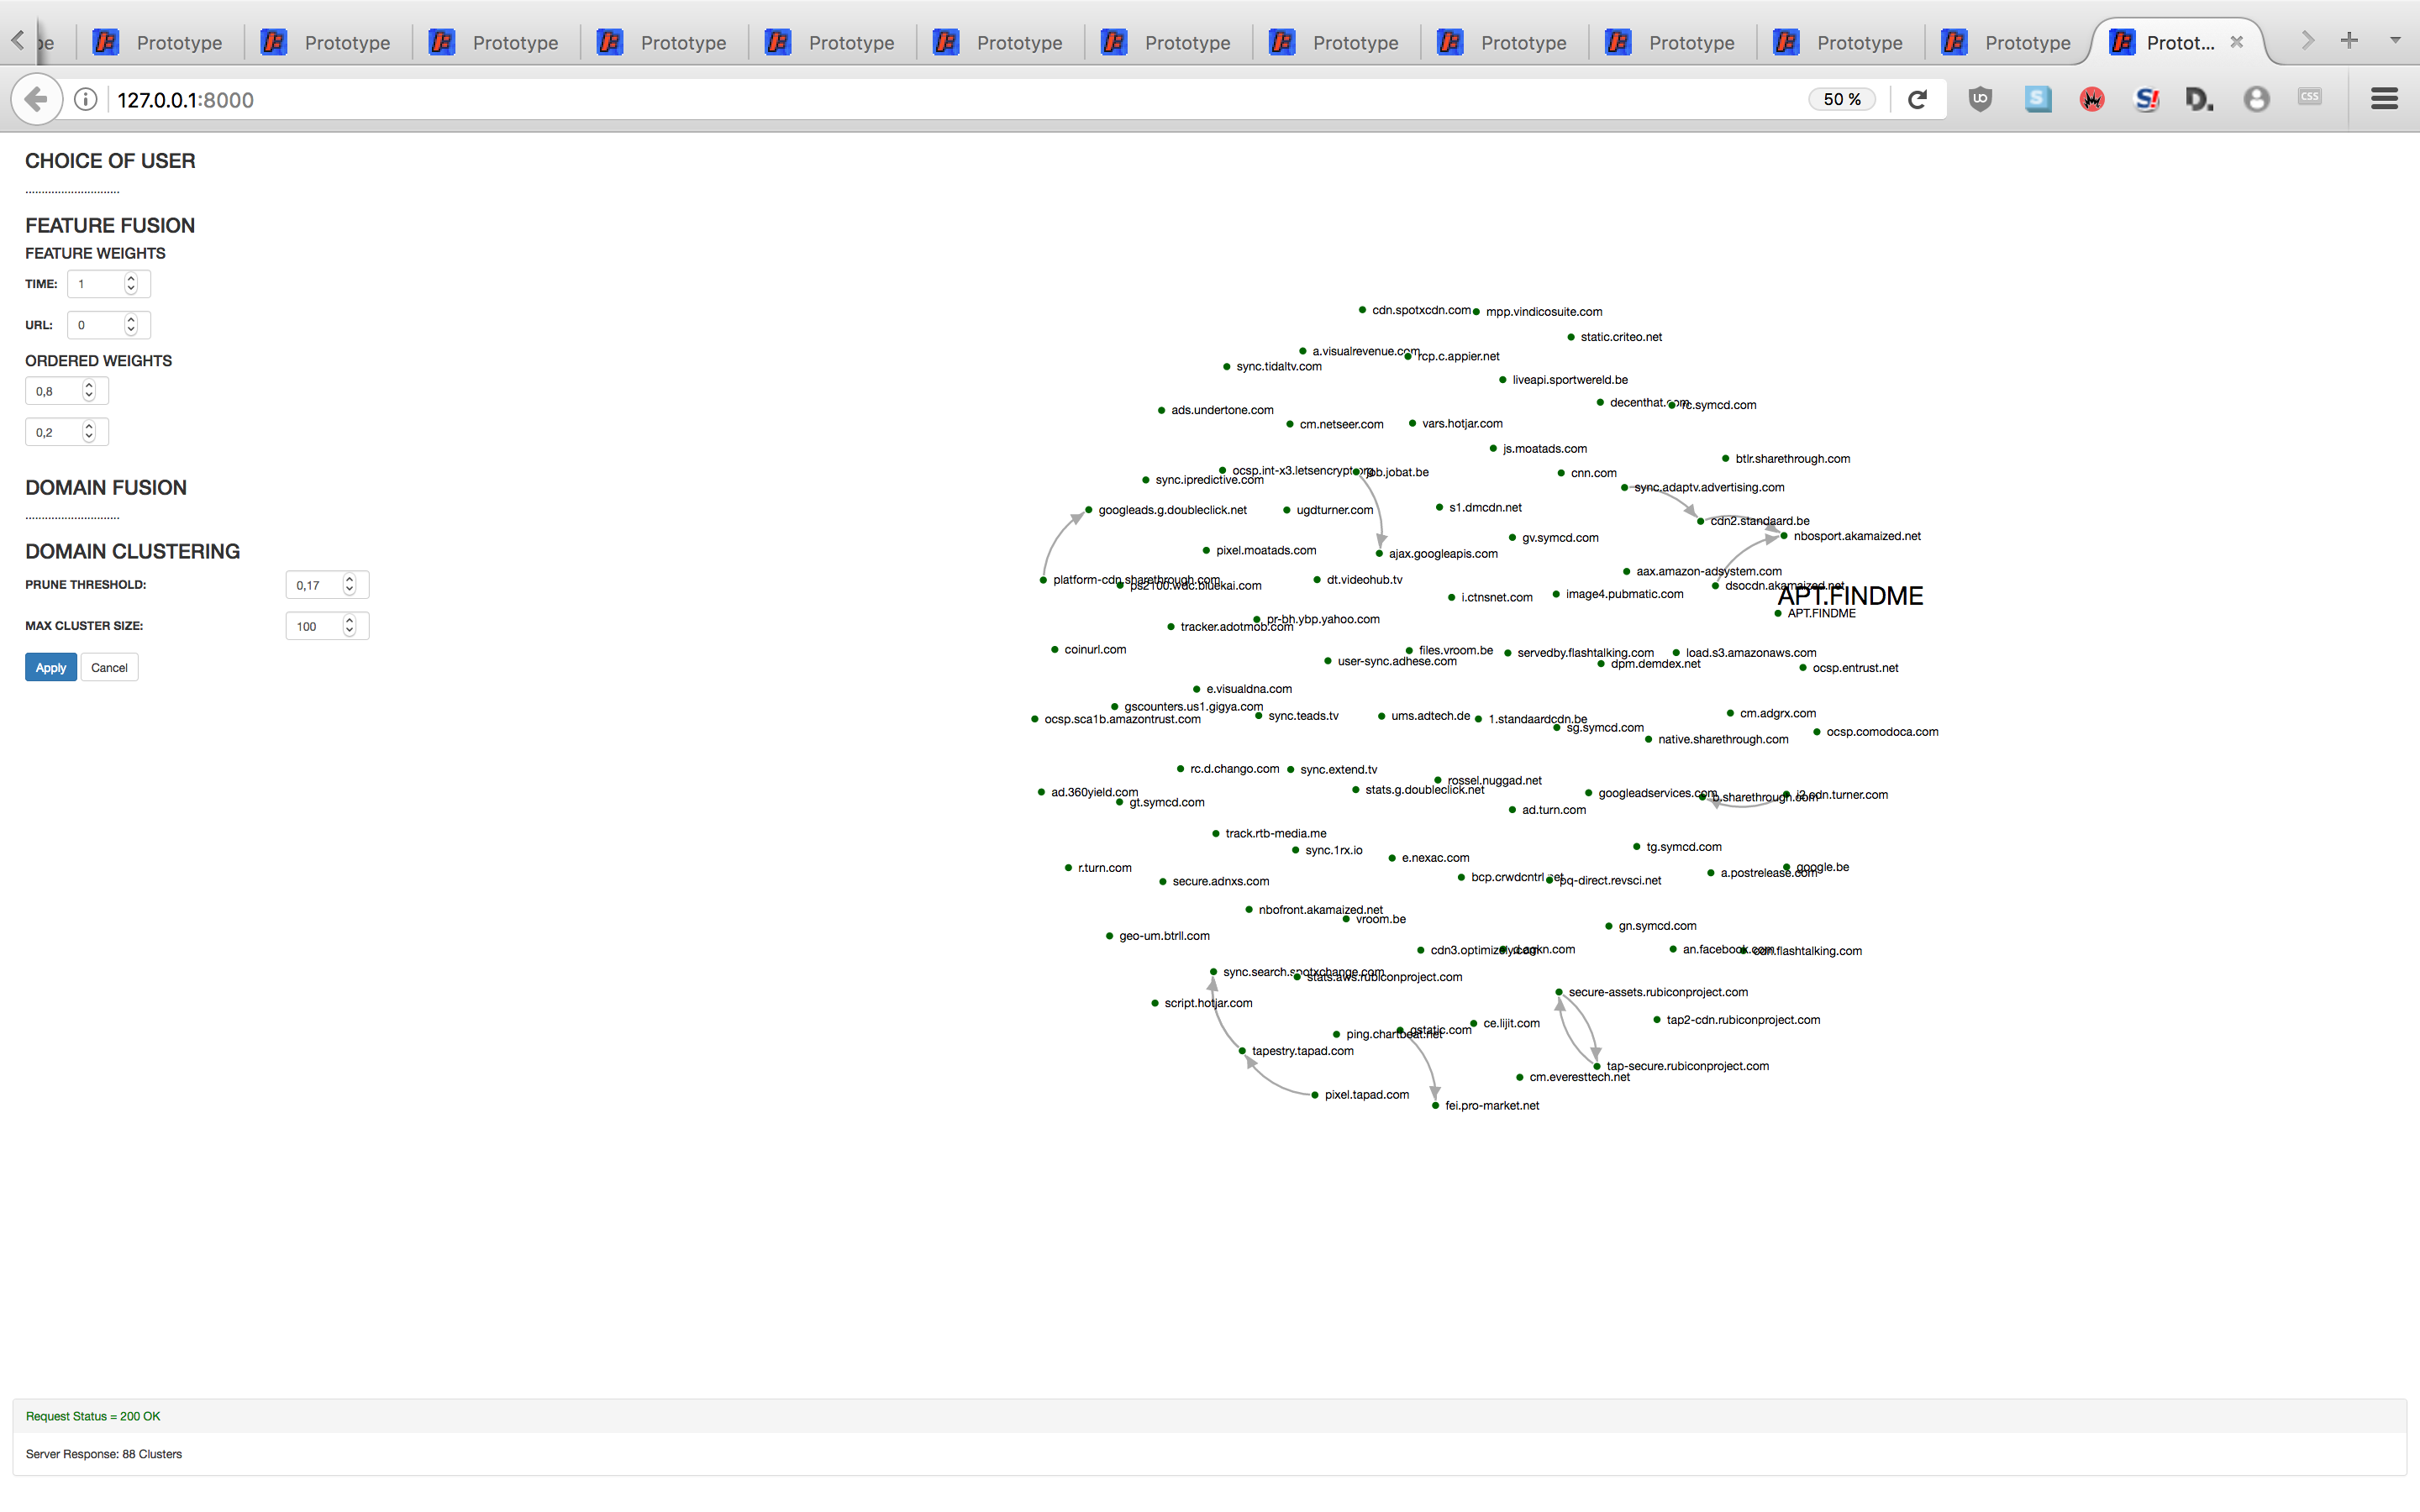 pe
Prototype
Prototype
Prototype
Prototype
Prototype
Prototype
Prototype
Prototype
Prototype
Prototype
Prototype
Prototype
Protot...
127.0.0.1:8000
50 %
CHOICE OF USER
.............................
FEATURE FUSION
FEATURE WEIGHTS
TIME: 1
URL: 0
ORDERED WEIGHTS
0,8
0,2
DOMAIN FUSION
.............................
DOMAIN CLUSTERING
PRUNE THRESHOLD: 0,17
MAX CLUSTER SIZE: 100
Apply Cancel
cdn.spotxcdn.com
mpp.vindicosuite.com
static.criteo.net
a.visualrevenue.com
rcp.c.appier.net
sync.tidaltv.com
liveapi.sportwereld.be
decenthat.com
rc.symcd.com
ads.undertone.com
cm.netseer.com
vars.hotjar.com
js.moatads.com
btlr.sharethrough.com
ocsp.int-x3.letsencrypt.org
job.jobat.be
cnn.com
sync.ipredictive.com
sync.adaptv.advertising.com
googleads.g.doubleclick.net
ugdturner.com
s1.dmcdn.net
cdn2.standaard.be
nbosport.akamaized.net
gv.symcd.com
pixel.moatads.com
ajax.googleapis.com
aax.amazon-adsystem.com
platform-cdn.sharethrough.com
ps2100.wdc.bluekai.com
dt.videohub.tv
dsocdn.akamaized.net
i.ctnsnet.com
image4.pubmatic.com
APT.FINDME
APT.FINDME
tracker.adotmob.com
pr-bh.ybp.yahoo.com
coinurl.com
files.vroom.be
servedby.flashtalking.com
load.s3.amazonaws.com
user-sync.adhese.com
dpm.demdex.net
ocsp.entrust.net
e.visualdna.com
gscounters.us1.gigya.com
ocsp.sca1b.amazontrust.com
sync.teads.tv
ums.adtech.de
1.standaardcdn.be
cm.adgrx.com
sg.symcd.com
native.sharethrough.com
ocsp.comodoca.com
rc.d.chango.com
sync.extend.tv
rossel.nuggad.net
ad.360yield.com
gt.symcd.com
stats.g.doubleclick.net
googleadservices.com
b.sharethrough.com
i2.cdn.turner.com
ad.turn.com
track.rtb-media.me
sync.1rx.io
e.nexac.com
tg.symcd.com
r.turn.com
secure.adnxs.com
bcp.crwdcntrl.net
pq-direct.revsci.net
a.postrelease.com
google.be
nbofront.akamaized.net
vroom.be
geo-um.btrll.com
gn.symcd.com
cdn3.optimizely.com
d.agkn.com
an.facebook.com
cdn.flashtalking.com
sync.search.spotxchange.com
stats.aws.rubiconproject.com
secure-assets.rubiconproject.com
script.hotjar.com
tap2-cdn.rubiconproject.com
ping.chartbeat.net
gstatic.com
ce.lijit.com
tapestry.tapad.com
tap-secure.rubiconproject.com
cm.everesttech.net
pixel.tapad.com
fei.pro-market.net
Request Status = 200 OK
Server Response: 88 Clusters